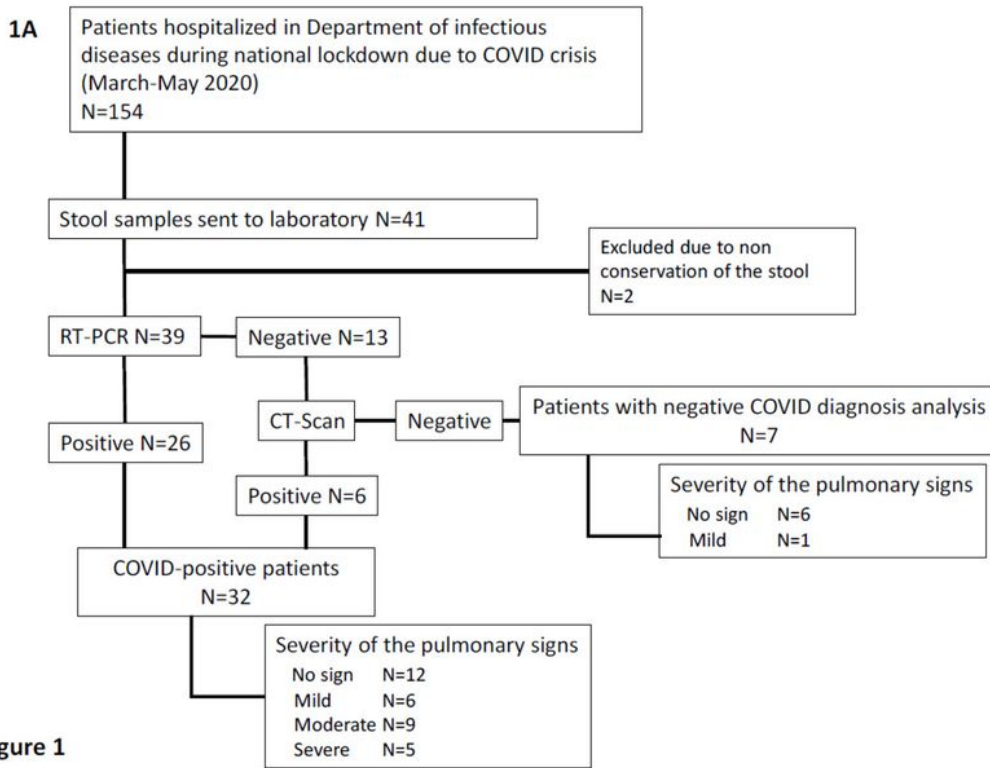 1A
Patients hospitalized in Department of infectious
diseases during national lockdown due to COVID crisis
(March-May 2020)
N=154
Stool samples sent to laboratory N=41
Excluded due to non
conservation of the stool
N=2
RT-PCR N=39
Negative N=13
CT-Scan
Negative
Patients with negative COVID diagnosis analysis
N=7
Positive N=26
Positive N=6
Severity of the pulmonary signs
No sign N=6
Mild N=1
COVID-positive patients
N=32
Severity of the pulmonary signs
No sign N=12
Mild N=6
Moderate N=9
Severe N=5
gure 1